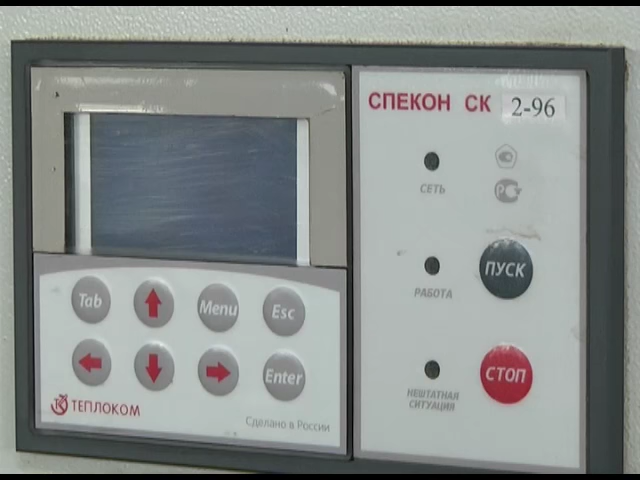 СПЕКОН СК 2-96
СЕТЬ
РАБОТА
ПУСК
НЕШТАТНАЯ
СИТУАЦИЯ
СТОП
Tab
Menu
Esc
Enter
ТЕПЛОКОМ
Сделано в России